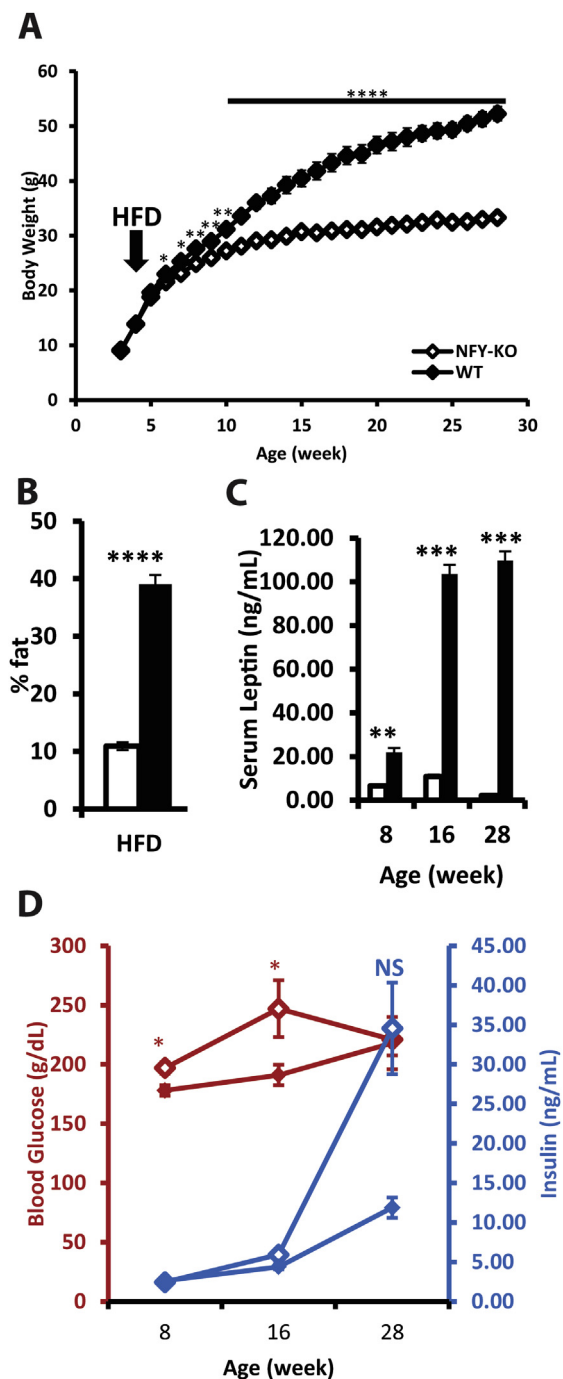 A
60
50
40
30
20
10
0
Body Weight (g)
****
HFD
*
*
**
**
**
NFY-KO
WT
0 5 10 15 20 25 30
Age (week)
B
50
40
30
20
10
0
% fat
****
HFD
C
120.00
100.00
80.00
60.00
40.00
20.00
0.00
Serum Leptin (ng/mL)
**
***
***
8 16 28
Age (week)
D
300
250
200
150
100
50
0
Blood Glucose (g/dL)
*
*
NS
45.00
40.00
35.00
30.00
25.00
20.00
15.00
10.00
5.00
0.00
Insulin (ng/mL)
8 16 28
Age (week)